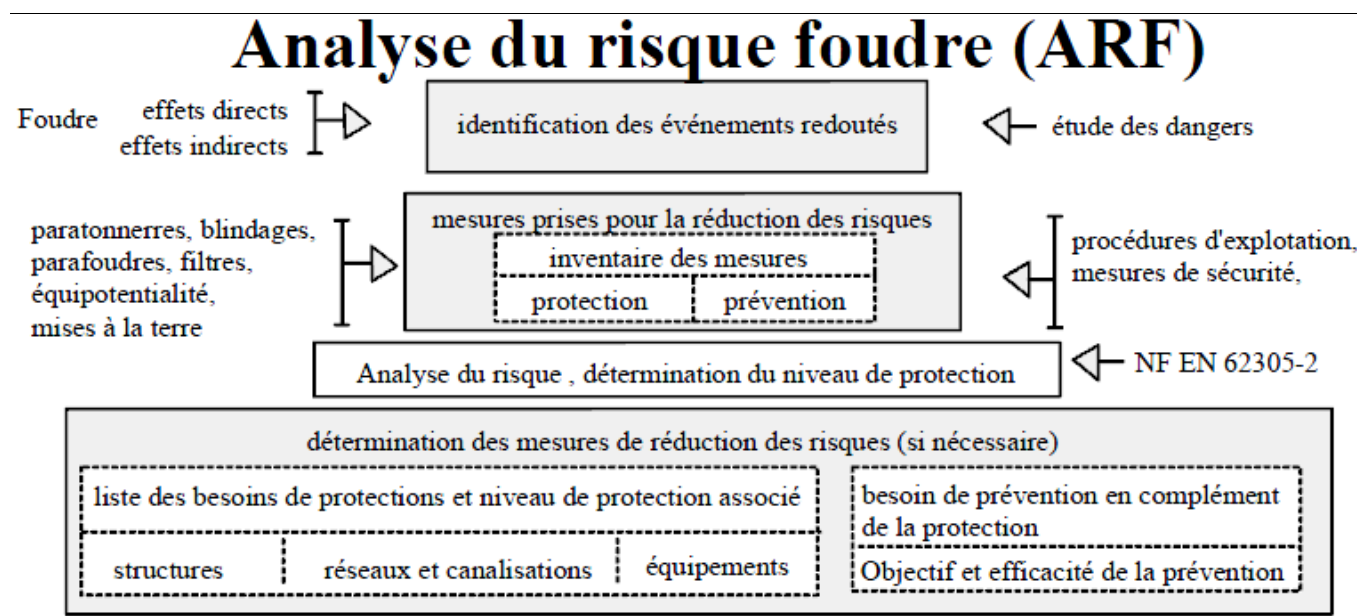 Analyse du risque foudre (ARF)
Foudre
effets directs
effets indirects
identification des événements redoutés
étude des dangers
paratonnerres, blindages,
parafoudres, filtres,
équipotentialité,
mises à la terre
mesures prises pour la réduction des risques
inventaire des mesures
protection
prévention
procédures d'explotation,
mesures de sécurité,
Analyse du risque , détermination du niveau de protection
NF EN 62305-2
détermination des mesures de réduction des risques (si nécessaire)
liste des besoins de protections et niveau de protection associé
structures
réseaux et canalisations
équipements
besoin de prévention en complément
de la protection
Objectif et efficacité de la prévention